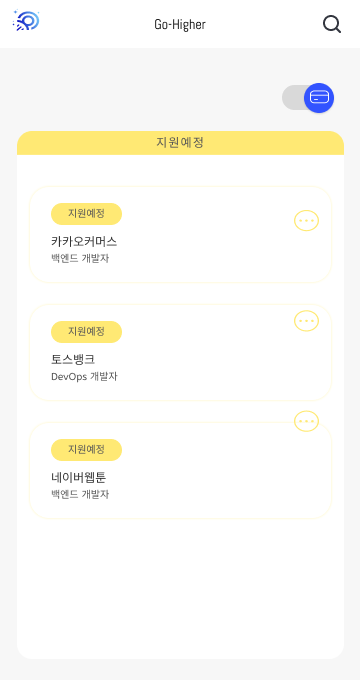 Go-Higher
지원예정
지원예정
카카오커머스
백엔드 개발자
지원예정
토스뱅크
DevOps 개발자
지원예정
네이버웹툰
백엔드 개발자